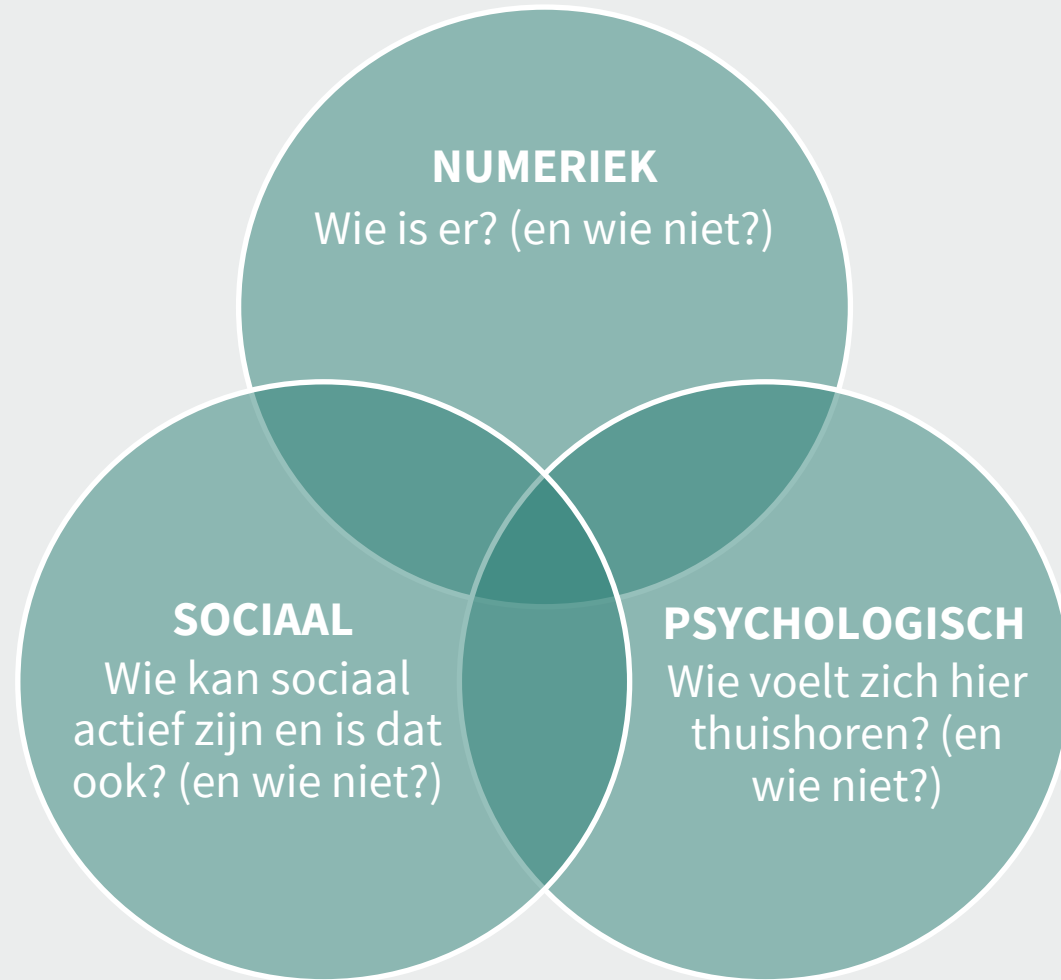 NUMERIEK
Wie is er? (en wie niet?)
SOCIAAL
Wie kan sociaal
actief zijn en is dat
ook? (en wie niet?)
PSYCHOLOGISCH
Wie voelt zich hier
thuishoren? (en
wie niet?)